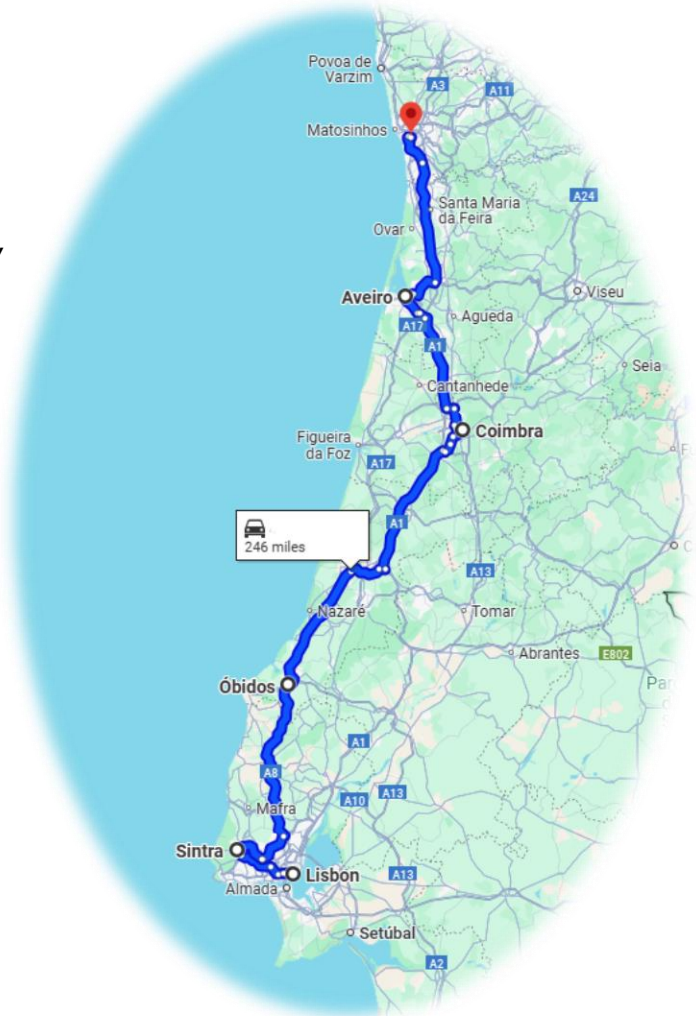 Povoa de
Varzim
A3
A11
Matosinhos
Santa Maria
da Feira
A24
Ovar
Aveiro
Viseu
A17
Agueda
A1
Seia
Cantanhede
Coimbra
Figueira
da Foz
A17
A1
246 miles
A13
Nazaré
Tomar
Abrantes
E802
Óbidos
A1
A8
A13
A10
Mafra
Sintra
Lisbon
A13
Almada
Setúbal
A2